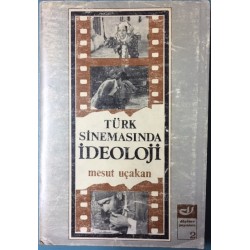 TÜRK
SİNEMASINDA
İDEOLOJİ
mesut uçakan
2